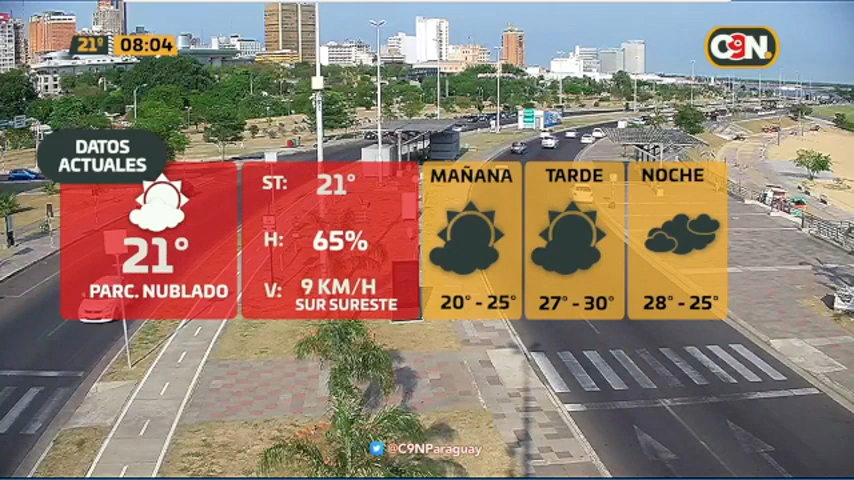 21° 08:04
C9N.
DATOS
ACTUALES
21°
PARC. NUBLADO
ST: 21°
H: 65%
V: 9 KM/H
SUR SURESTE
MAÑANA
20° - 25°
TARDE
27° - 30°
NOCHE
28° - 25°
@C9NParaguay